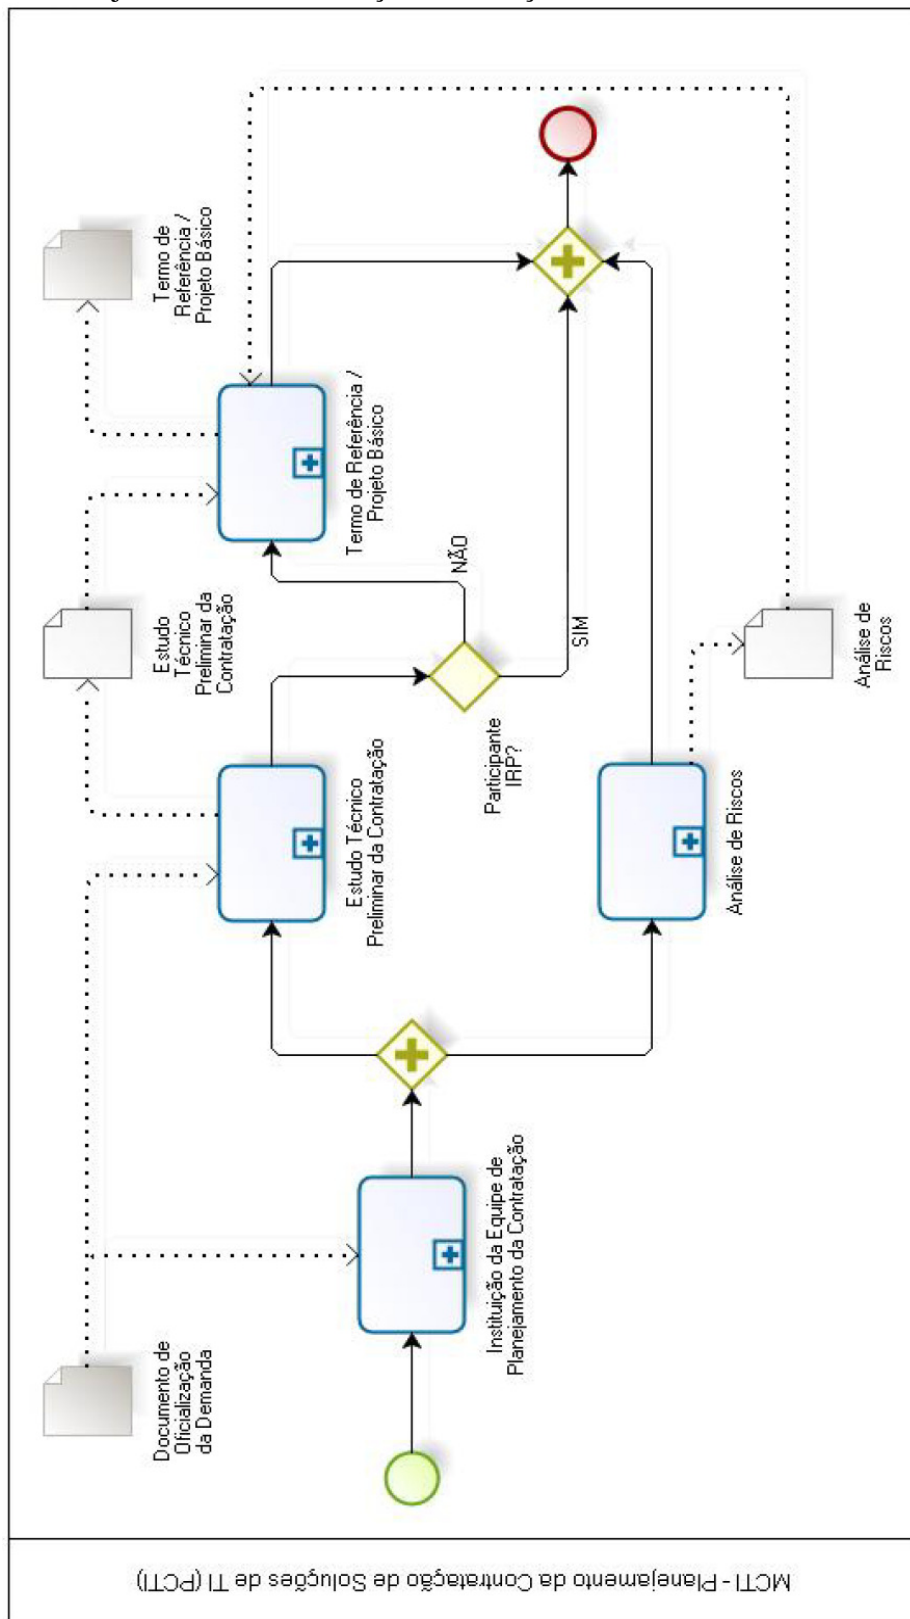 MCTI - Planejamento da Contratação de Soluções de TI (PCTI)
Documento de
Oficialização
da Demanda
Instituição da Equipe de
Planejamento da Contratação
Estudo Técnico
Preliminar da Contratação
Estudo
Técnico
Preliminar da
Contratação
Participante
IRP?
NÃO
SIM
Termo de Referência /
Projeto Básico
Termo de
Referência /
Projeto Básico
Análise de Riscos
Análise de
Riscos